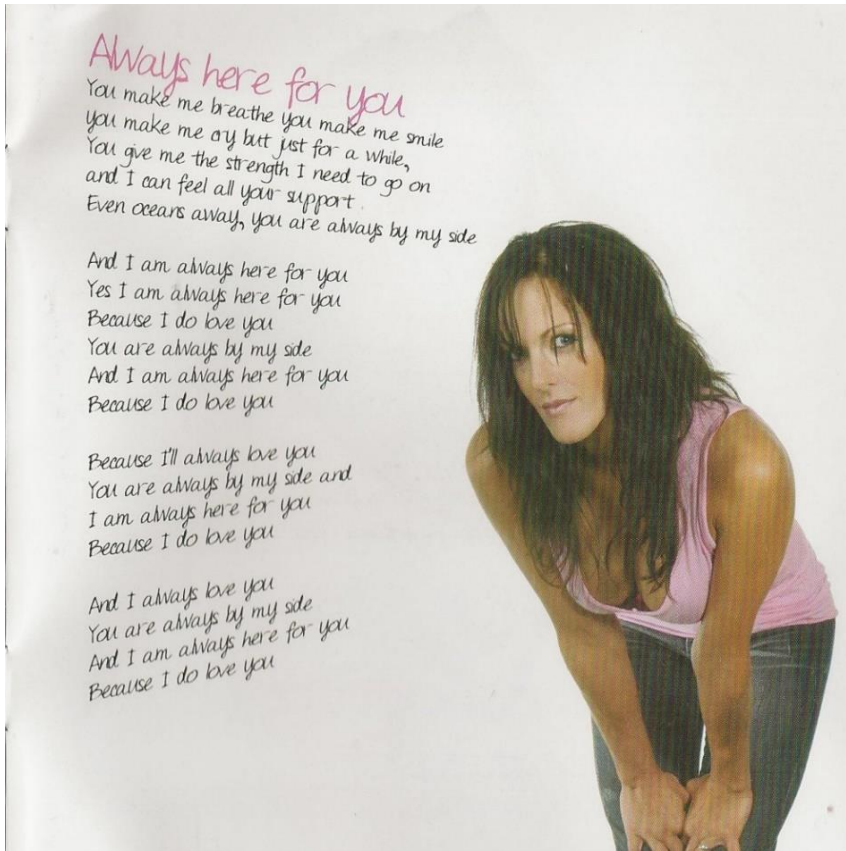 Always here for you
You make me breathe you make me smile
you make me cry but just for a while,
You give me the strength I need to go on
and I can feel all your support.
Even oceans away, you are always by my side
And I am always here for you
Yes I am always here for you
Because I do love you
You are always by my side
And I am always here for you
Because I do love you
Because I'll always love you
You are always by my side and
I am always here for you
Because I do love you
And I always love you
You are always by my side
And I am always here for you
Because I do love you